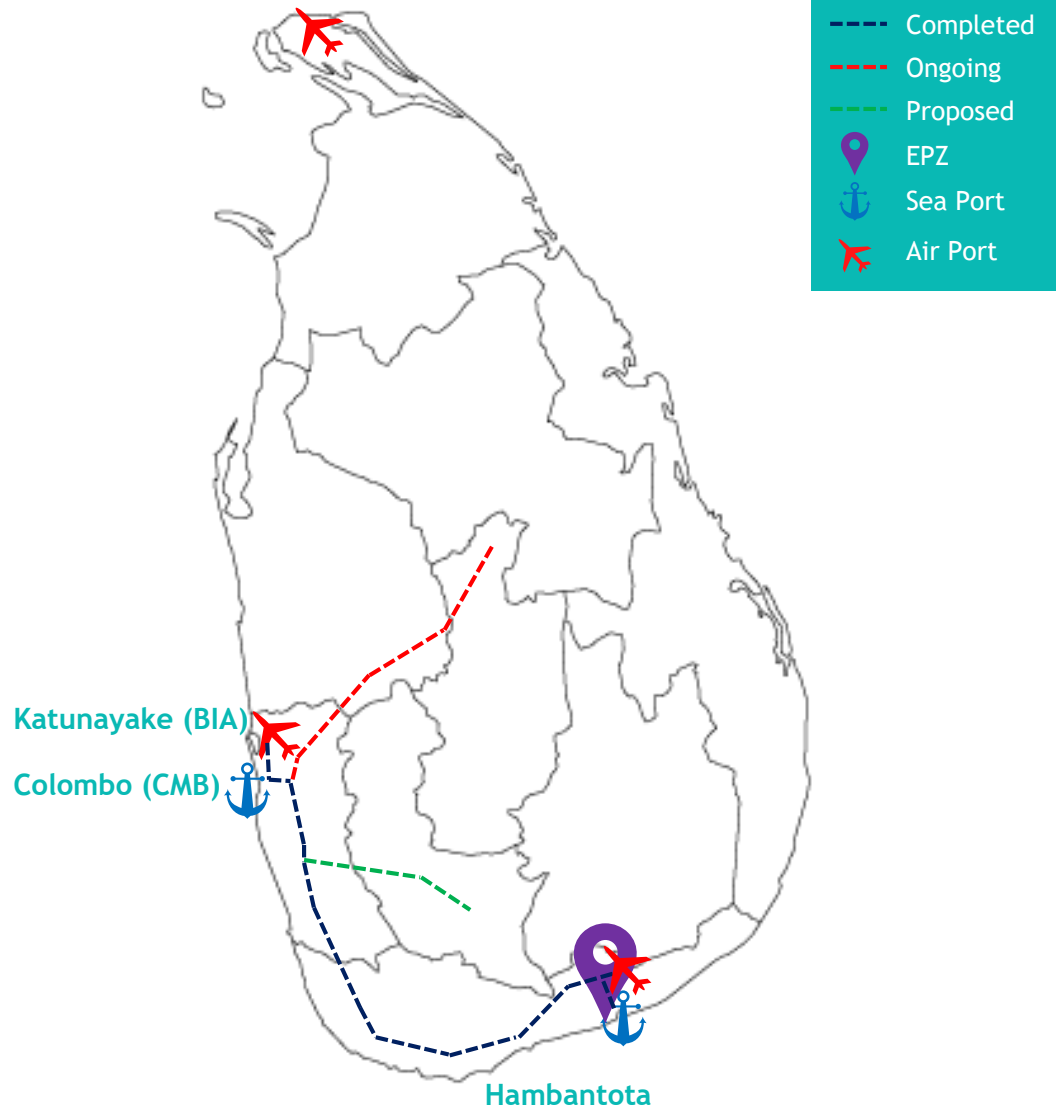 Completed
Ongoing
Proposed
EPZ
Sea Port
Air Port
Katunayake (BIA)
Colombo (CMB)
Hambantota